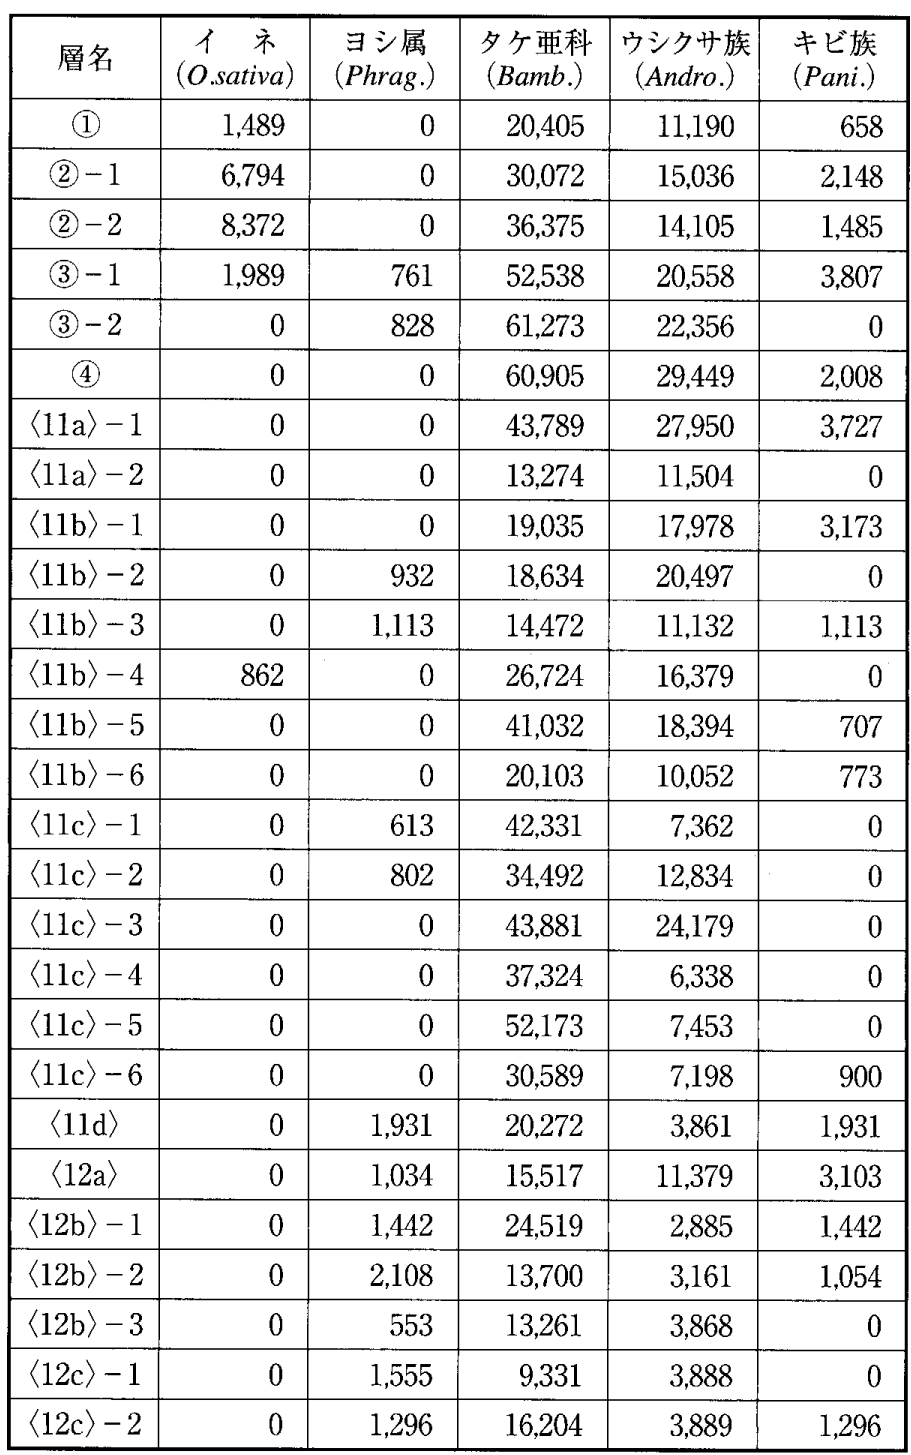 層名 イネ ヨシ属 タケ亜科 ウシクサ族 キビ族
(O.sativa) (Phrag.) (Bamb.) (Andro.) (Pani.)
① 1,489 0 20,405 11,190 658
②-1 6,794 0 30,072 15,036 2,148
②-2 8,372 0 36,375 14,105 1,485
③-1 1,989 761 52,538 20,558 3,807
③-2 0 828 61,273 22,356 0
④ 0 0 60,905 29,449 2,008
〈11a〉-1 0 0 43,789 27,950 3,727
〈11a〉-2 0 0 13,274 11,504 0
〈11b〉-1 0 0 19,035 17,978 3,173
〈11b〉-2 0 932 18,634 20,497 0
〈11b〉-3 0 1,113 14,472 11,132 1,113
〈11b〉-4 862 0 26,724 16,379 0
〈11b〉-5 0 0 41,032 18,394 707
〈11b〉-6 0 0 20,103 10,052 773
〈11c〉-1 0 613 42,331 7,362 0
〈11c〉-2 0 802 34,492 12,834 0
〈11c〉-3 0 0 43,881 24,179 0
〈11c〉-4 0 0 37,324 6,338 0
〈11c〉-5 0 0 52,173 7,453 0
〈11c〉-6 0 0 30,589 7,198 900
〈11d〉 0 1,931 20,272 3,861 1,931
〈12a〉 0 1,034 15,517 11,379 3,103
〈12b〉-1 0 1,442 24,519 2,885 1,442
〈12b〉-2 0 2,108 13,700 3,161 1,054
〈12b〉-3 0 553 13,261 3,868 0
〈12c〉-1 0 1,555 9,331 3,888 0
〈12c〉-2 0 1,296 16,204 3,889 1,296